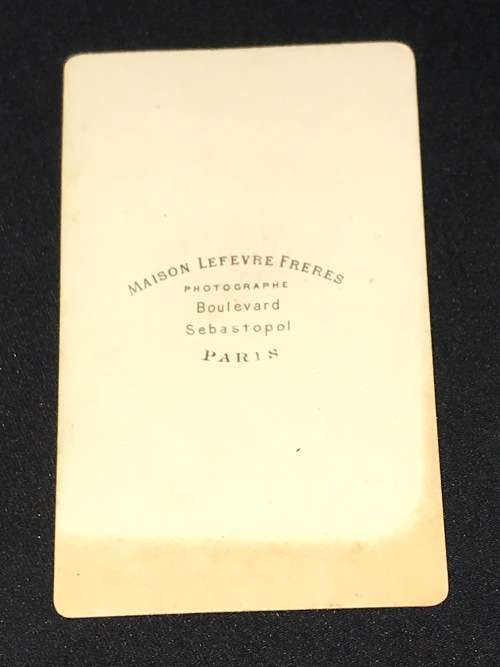 MAISON LEFEVRE FRERES
PHOTOGRAPHE
Boulevard
Sebastopol
PARIS